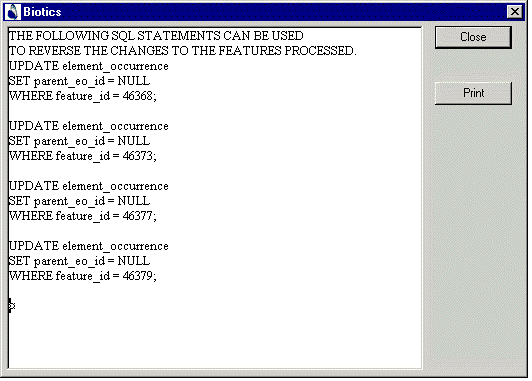 Biotics
THE FOLLOWING SQL STATEMENTS CAN BE USED
TO REVERSE THE CHANGES TO THE FEATURES PROCESSED.
UPDATE element_occurrence
SET parent_eo_id = NULL
WHERE feature_id = 46368;
UPDATE element_occurrence
SET parent_eo_id = NULL
WHERE feature_id = 46373;
UPDATE element_occurrence
SET parent_eo_id = NULL
WHERE feature_id = 46377;
UPDATE element_occurrence
SET parent_eo_id = NULL
WHERE feature_id = 46379;
¤
Close
Print